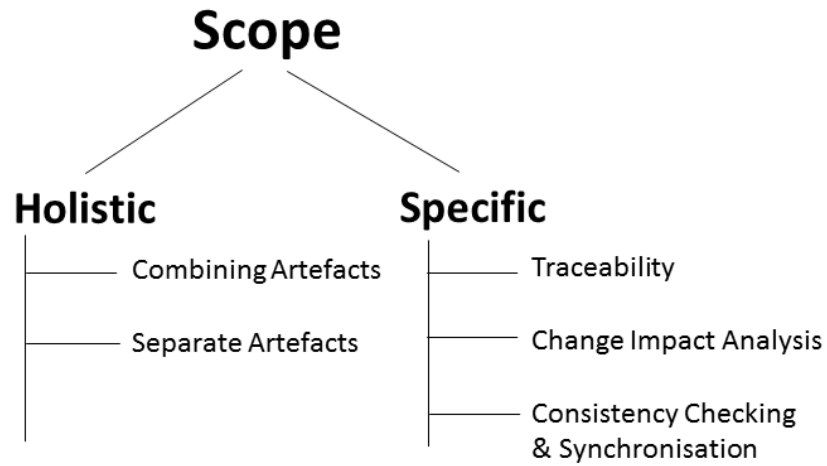 Scope
Holistic
Combining Artefacts
Separate Artefacts
Specific
Traceability
Change Impact Analysis
Consistency Checking
& Synchronisation